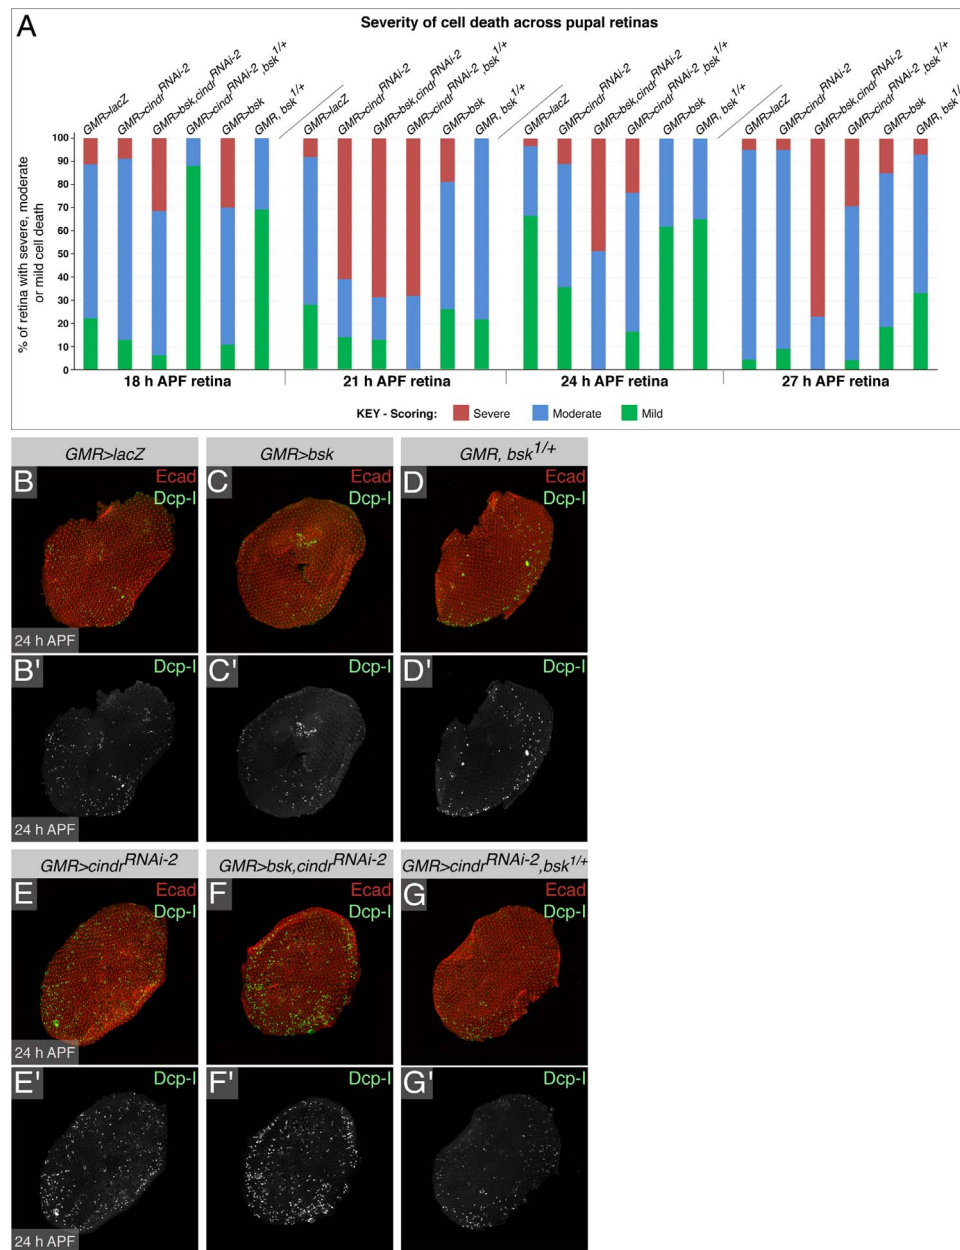 A
Severity of cell death across pupal retinas
GMR>lacZ
GMR>cindr^RNAi-2
GMR>bsk,cindr^RNAi-2
GMR>cindr^RNAi-2,bsk^1/+
GMR>bsk
GMR, bsk^1/+
GMR>lacZ
GMR>cindr^RNAi-2
GMR>bsk,cindr^RNAi-2
GMR>cindr^RNAi-2,bsk^1/+
GMR>bsk
GMR, bsk^1/+
GMR>lacZ
GMR>cindr^RNAi-2
GMR>bsk,cindr^RNAi-2
GMR>cindr^RNAi-2,bsk^1/+
GMR>bsk
GMR, bsk^1/+
GMR>lacZ
GMR>cindr^RNAi-2
GMR>bsk,cindr^RNAi-2
GMR>cindr^RNAi-2,bsk^1/+
GMR>bsk
GMR, bsk^1/+
% of retina with severe, moderate
or mild cell death
100
90
80
70
60
50
40
30
20
10
0
18 h APF retina
21 h APF retina
24 h APF retina
27 h APF retina
KEY - Scoring: Severe Moderate Mild
GMR>lacZ
GMR>bsk
GMR, bsk^1/+
B
Ecad
Dcp-I
24 h APF
C
Ecad
Dcp-I
D
Ecad
Dcp-I
B'
Dcp-I
24 h APF
C'
Dcp-I
D'
Dcp-I
GMR>cindr^RNAi-2
GMR>bsk,cindr^RNAi-2
GMR>cindr^RNAi-2,bsk^1/+
E
Ecad
Dcp-I
24 h APF
F
Ecad
Dcp-I
G
Ecad
Dcp-I
E'
Dcp-I
24 h APF
F'
Dcp-I
G'
Dcp-I